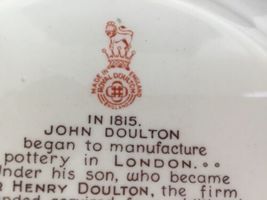 MADE IN ENGLAND
ROYAL DOULTON
IN 1815.
JOHN DOULTON
began to manufacture
pottery in LONDON...
Under his son, who became
HENRY DOULTON, the firm